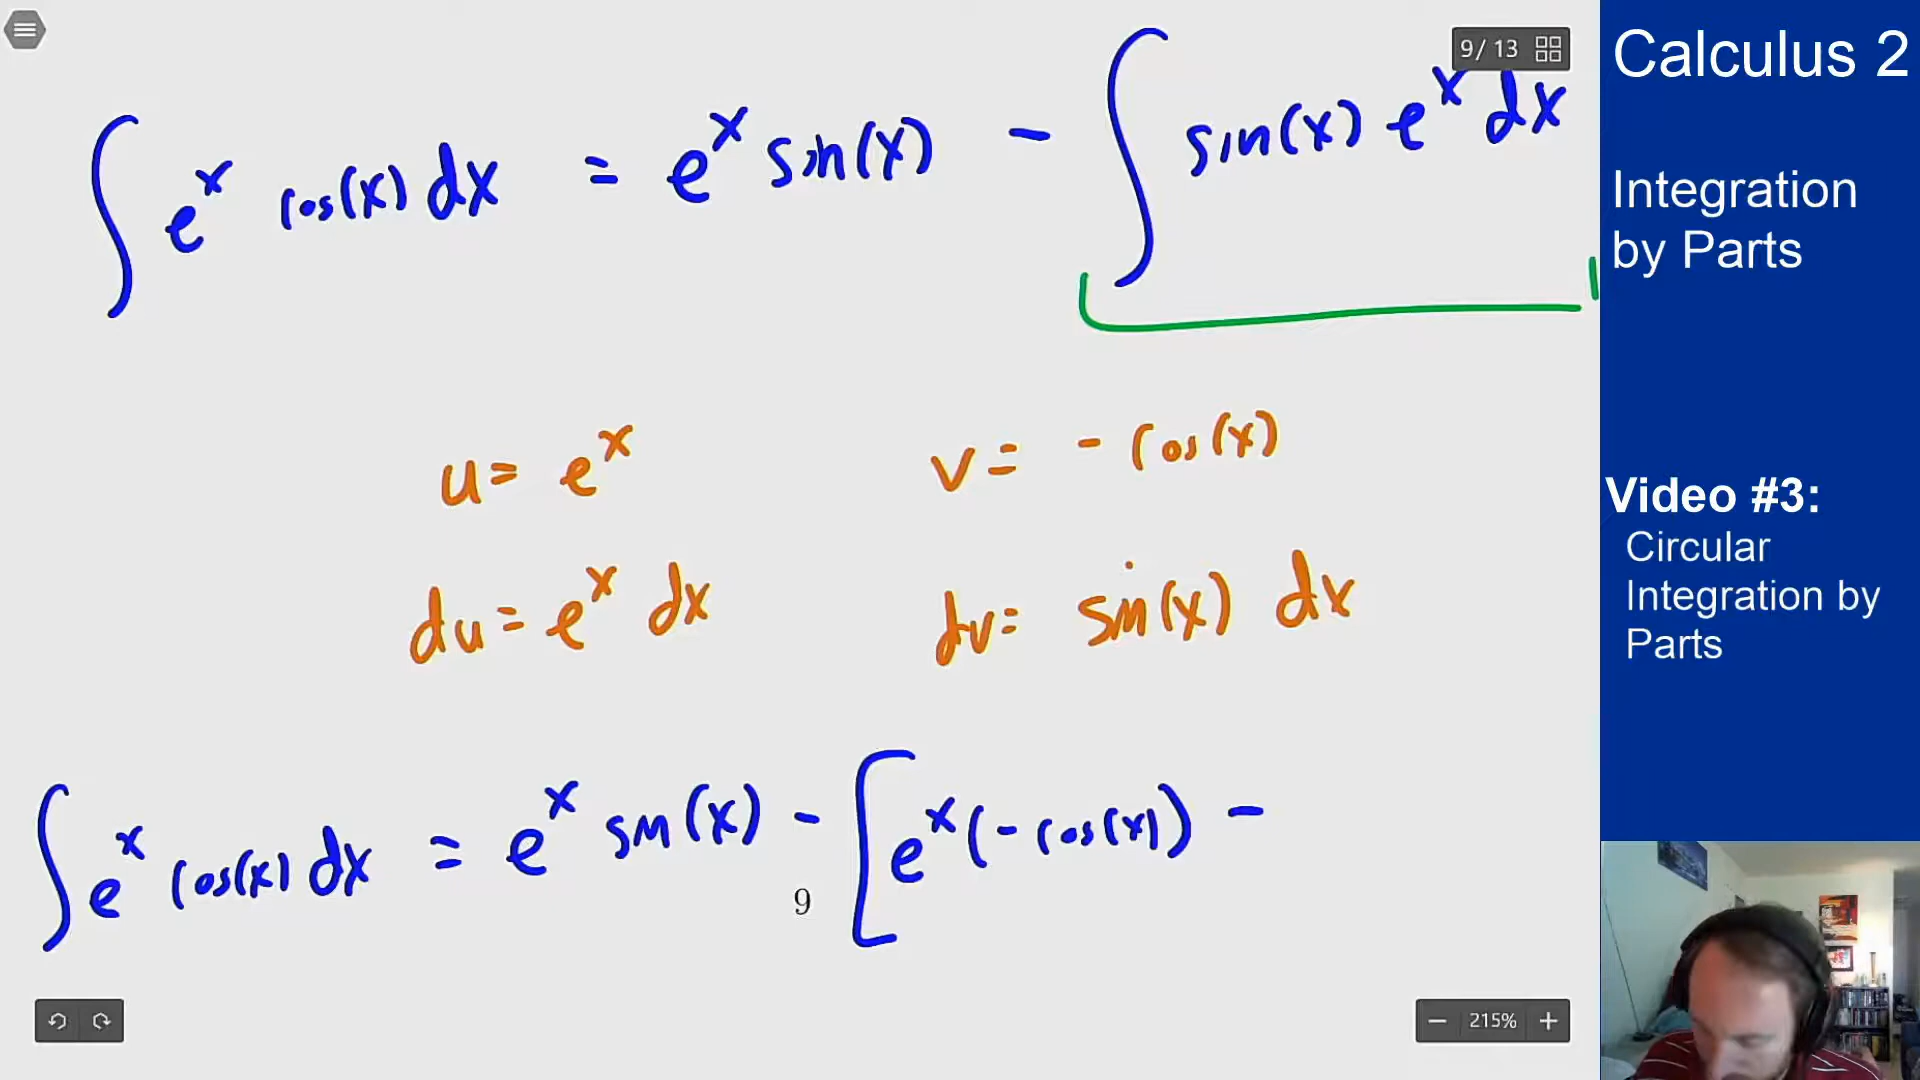 9/ 13
∫ e^x cos(x) dx = e^x sin(x) - ∫ sin(x) e^x dx
u = e^x v = - cos(x)
du = e^x dx dv = sin(x) dx
∫ e^x cos(x) dx = e^x sin(x) - [ e^x (- cos(x)) -
9
215%
Calculus 2
Integration
by Parts
Video #3:
Circular
Integration by
Parts